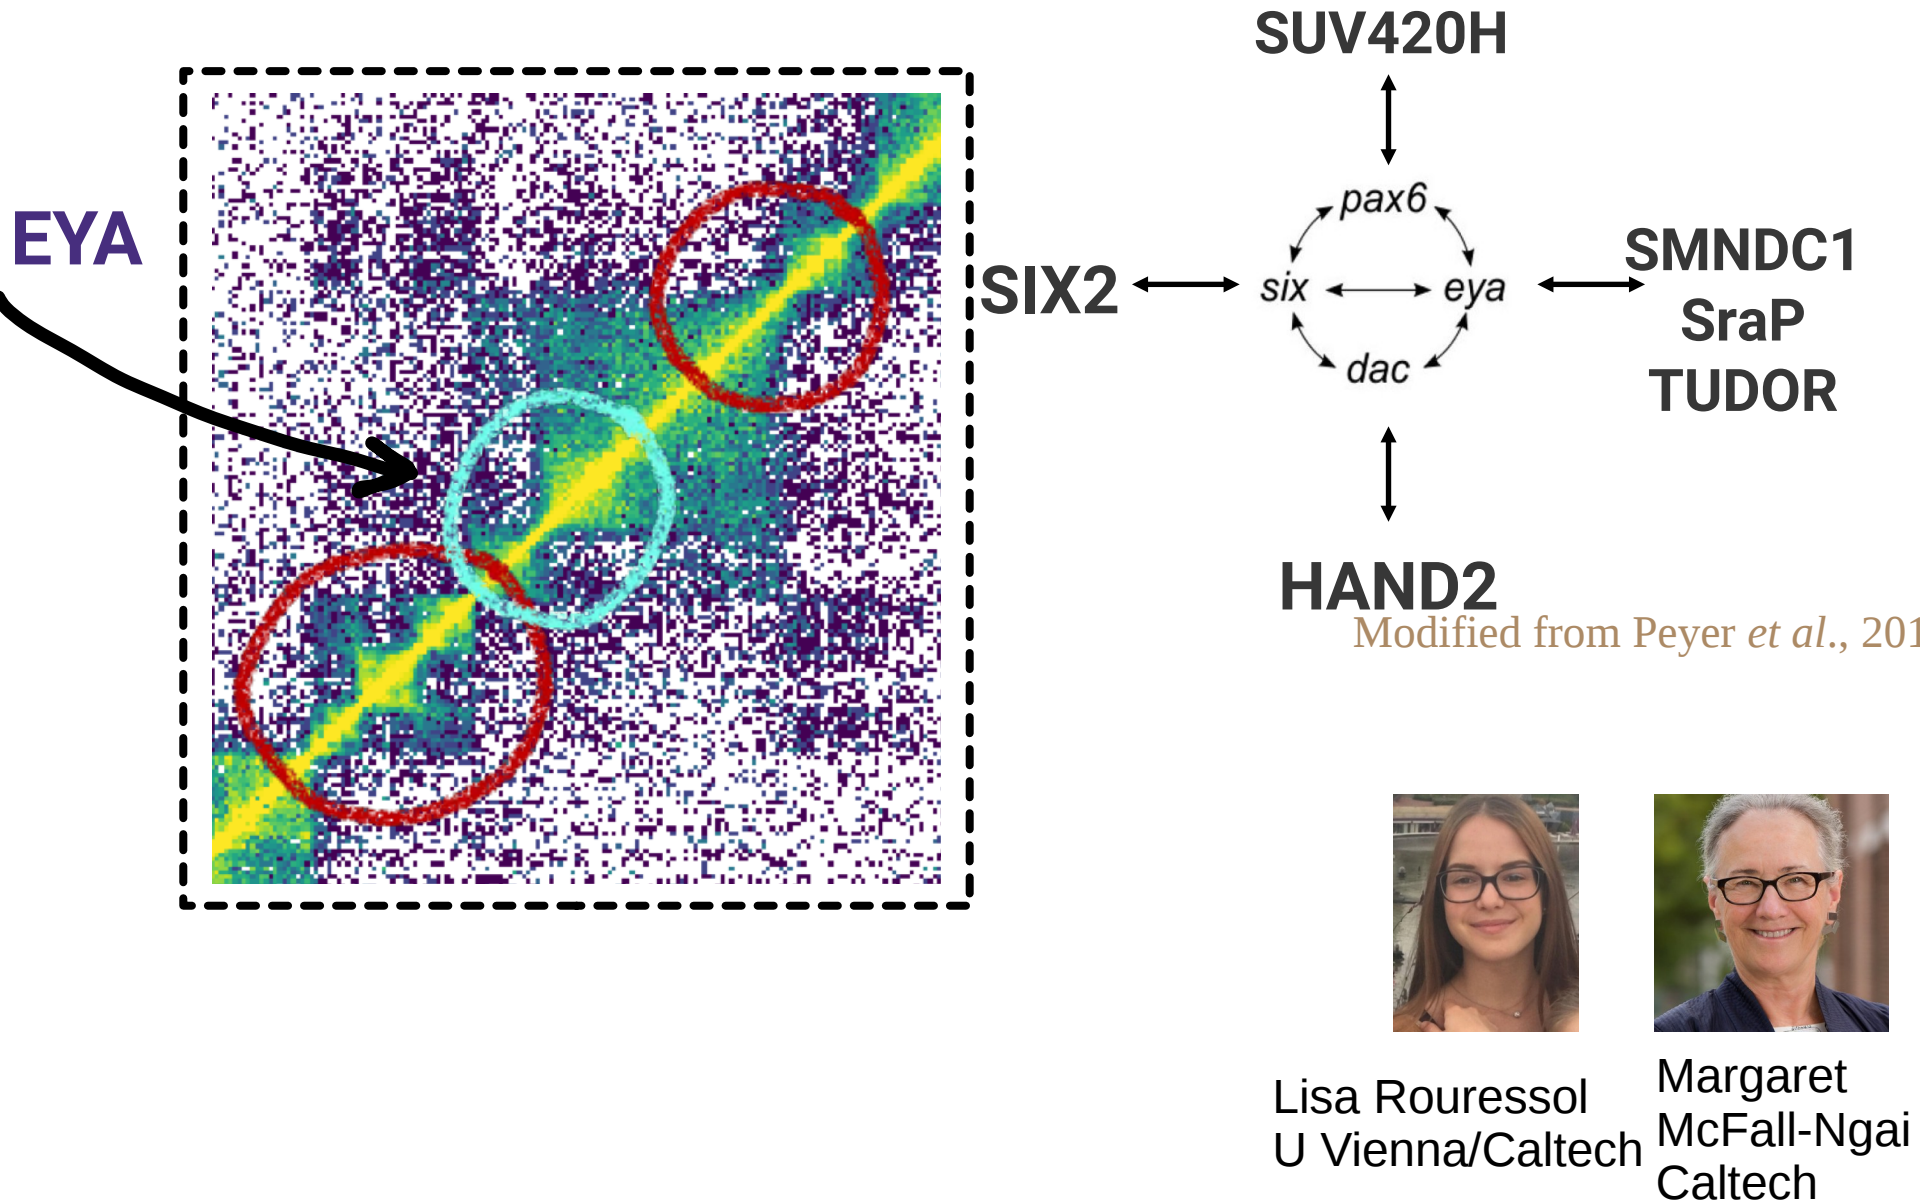 SUV420H
EYA
pax6
SIX2
six
eya
SMNDC1
SraP
TUDOR
dac
HAND2
Modified from Peyer et al., 201
Lisa Rouressol
U Vienna/Caltech
Margaret
McFall-Ngai
Caltech